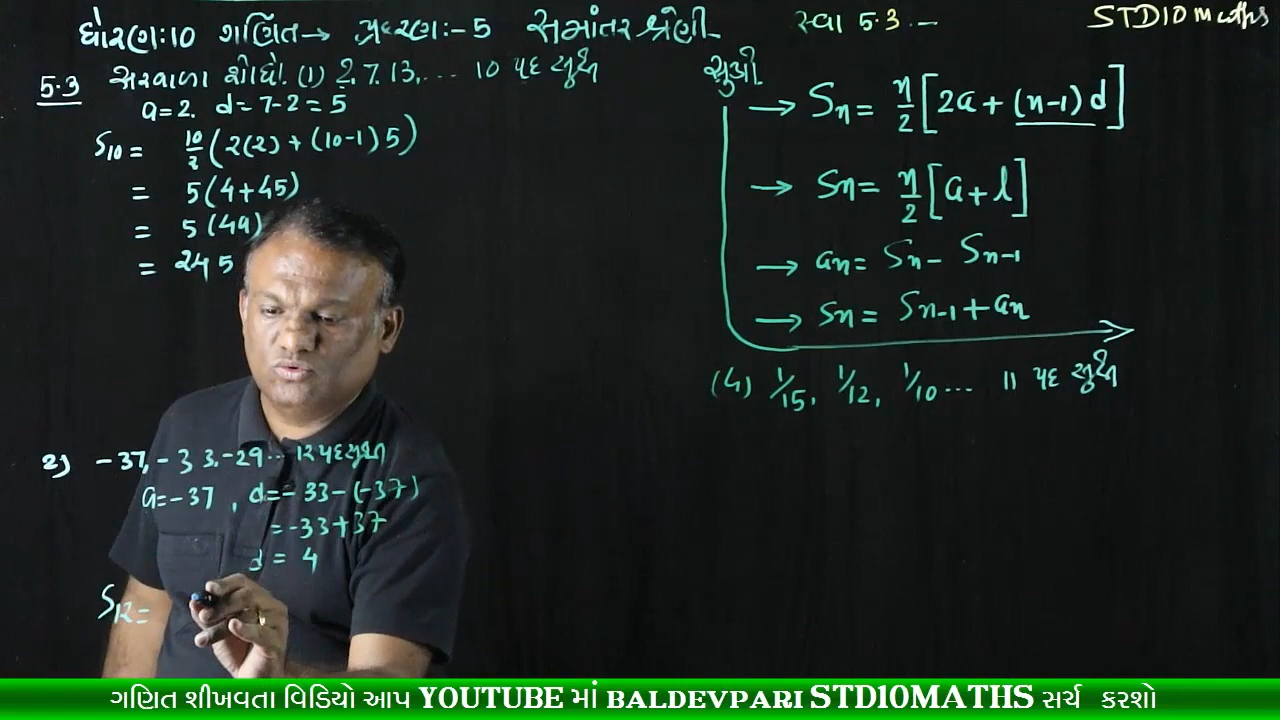 ધોરણ:10 ગણિત → પ્રકરણ:- 5 સમાંતર શ્રેણી
સ્વા 5.3 :-
STD10 maths
5.3 સરવાળા શોધો. (1) 2, 7, 13, .... 10 પદ સુધી
a=2. d= 7-2 = 5
S10 = 10/2 (2(2) + (10-1) 5)
= 5(4+45)
= 5 (49)
= 245
2) -37, -33, -29... 12 પદ સુધી
a=-37 , d=-33-(-37)
= -33+37
d = 4
S12 =
→ Sn = n/2 [2a + (n-1) d]
→ Sn = n/2 [a + l]
→ an = Sn - Sn-1
→ Sn = Sn-1 + an
(4) 1/15, 1/12, 1/10 ... 11 પદ સુધી
ગણિત શીખવતા વિડિયો આપ YOUTUBE માં BALDEVPARI STD10MATHS સર્ચ કરશો